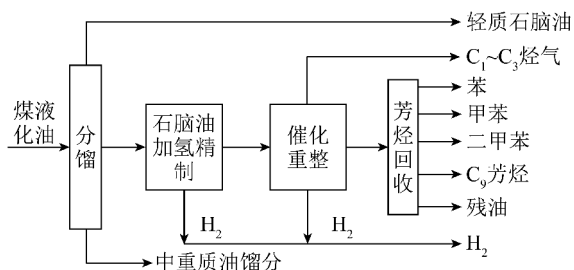 轻质石脑油
C₁~C₃烃气
煤液
化油
分馏
石脑油
加氢精
制
催化
重整
芳烃回收
苯
甲苯
二甲苯
C₉芳烃
残油
H₂
H₂
H₂
中重质油馏分